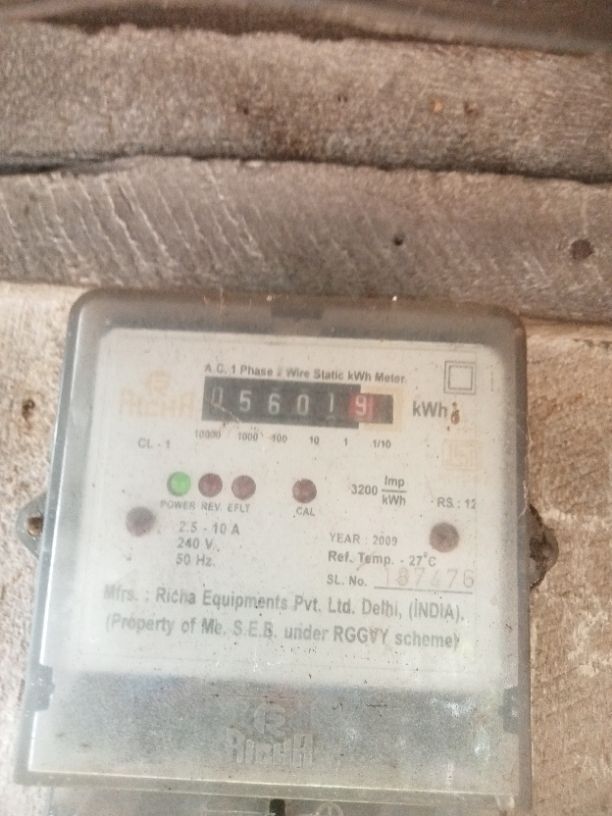 A.C. 1 Phase 2 Wire Static kWh Meter.
RICHA 056019 kWh
10000 1000 100 10 1 1/10
CL - 1
3200 Imp/kWh
RS : 12
POWER REV. EFLT CAL
2.5 - 10 A
240 V.
50 Hz.
YEAR : 2009
Ref. Temp. - 27°C
SL. No. 187476
Mfrs. : Richa Equipments Pvt. Ltd. Delhi, (INDIA).
(Property of Me. S.E.B. under RGGVY scheme)
RICHA